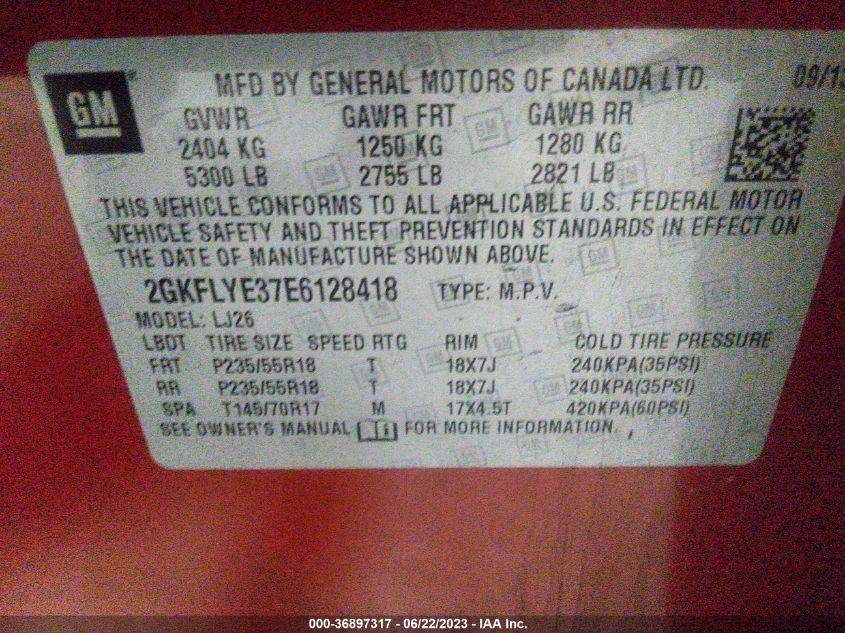 GM
MFD BY GENERAL MOTORS OF CANADA LTD. 09/13
GVWR GAWR FRT GAWR RR
2404 KG 1250 KG 1280 KG
5300 LB 2755 LB 2821 LB
THIS VEHICLE CONFORMS TO ALL APPLICABLE U.S. FEDERAL MOTOR
VEHICLE SAFETY AND THEFT PREVENTION STANDARDS IN EFFECT ON
THE DATE OF MANUFACTURE SHOWN ABOVE.
2GKFLYE37E6128418 TYPE: M.P.V.
MODEL: LJ26
LBDT TIRE SIZE SPEED RTG RIM COLD TIRE PRESSURE
FRT P235/55R18 T 18X7J 240KPA(35PSI)
RR P235/55R18 T 18X7J 240KPA(35PSI)
SPA T145/70R17 M 17X4.5T 420KPA(60PSI)
SEE OWNER'S MANUAL FOR MORE INFORMATION.
000-36897317 - 06/22/2023 - IAA Inc.